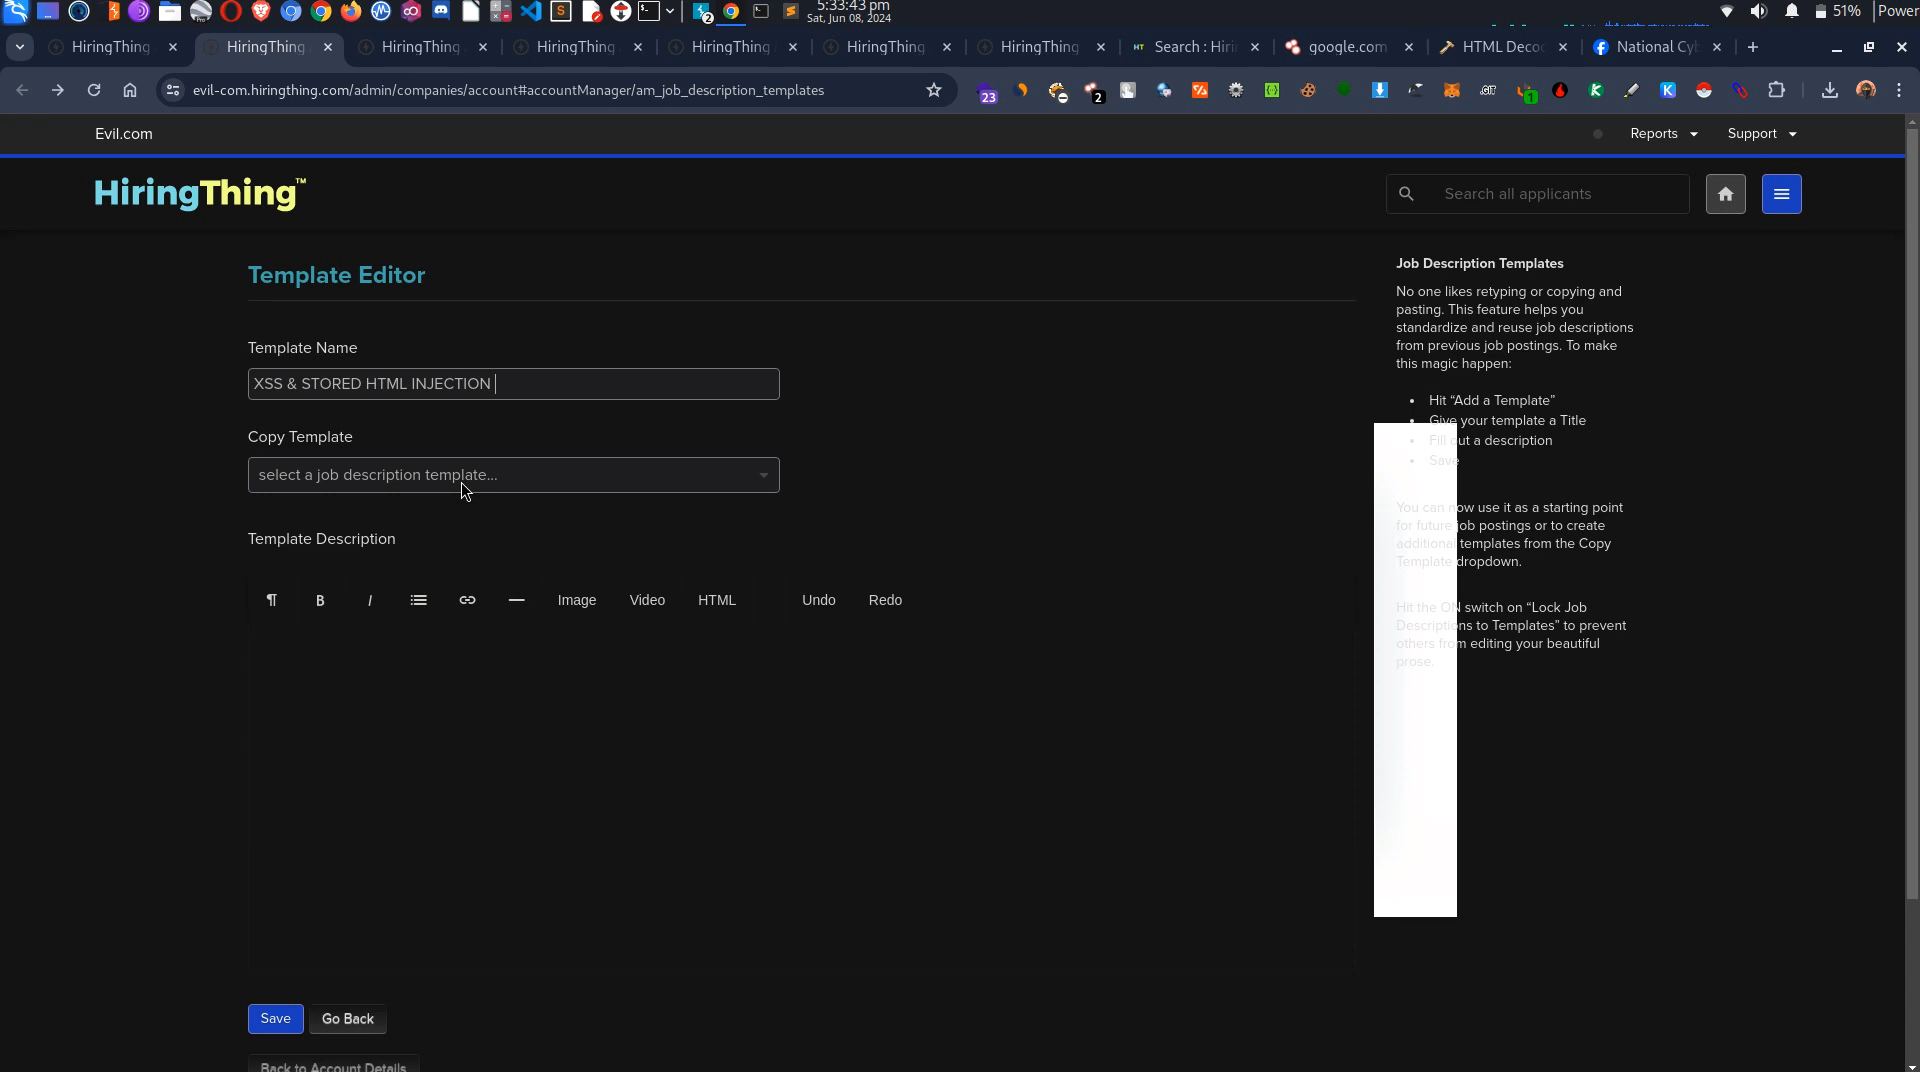 5:33:43 pm
Sat, Jun 08, 2024
51%
Power
HiringThing
HiringThing
HiringThing
HiringThing
HiringThing
HiringThing
HiringThing
Search : Hiri
google.com
HTML Deco
National Cyb
evil-com.hiringthing.com/admin/companies/account#accountManager/am_job_description_templates
23
2
1
Evil.com
Reports
Support
HiringThing™
Search all applicants
Template Editor
Template Name
XSS & STORED HTML INJECTION
Copy Template
select a job description template...
Template Description
¶ B I Image Video HTML Undo Redo
Save
Go Back
Back to Account Details
Job Description Templates
No one likes retyping or copying and
pasting. This feature helps you
standardize and reuse job descriptions
from previous job postings. To make
this magic happen:
• Hit “Add a Template”
• Give your template a Title
• Fill out a description
• Save
You can now use it as a starting point
for future job postings or to create
additional templates from the Copy
Template dropdown.
Hit the ON switch on “Lock Job
Descriptions to Templates” to prevent
others from editing your beautiful
prose.